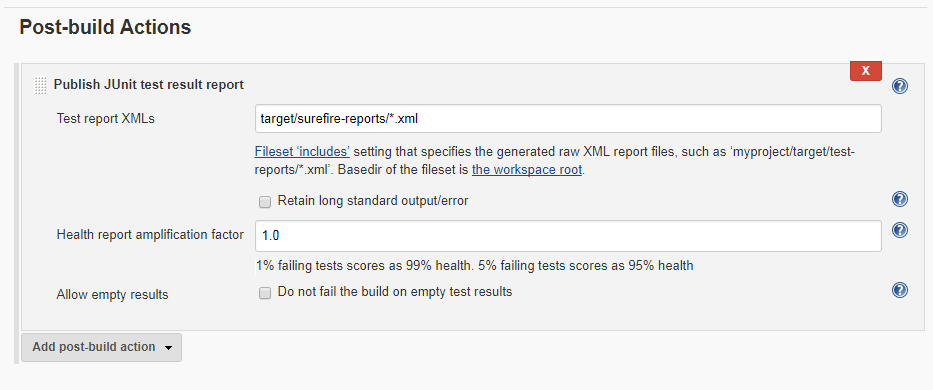 Post-build Actions
X
Publish JUnit test result report
?
Test report XMLs
target/surefire-reports/*.xml
Fileset ‘includes’ setting that specifies the generated raw XML report files, such as ‘myproject/target/test-
reports/*.xml’. Basedir of the fileset is the workspace root.
Retain long standard output/error
?
Health report amplification factor
1.0
?
1% failing tests scores as 99% health. 5% failing tests scores as 95% health
Allow empty results
Do not fail the build on empty test results
?
Add post-build action